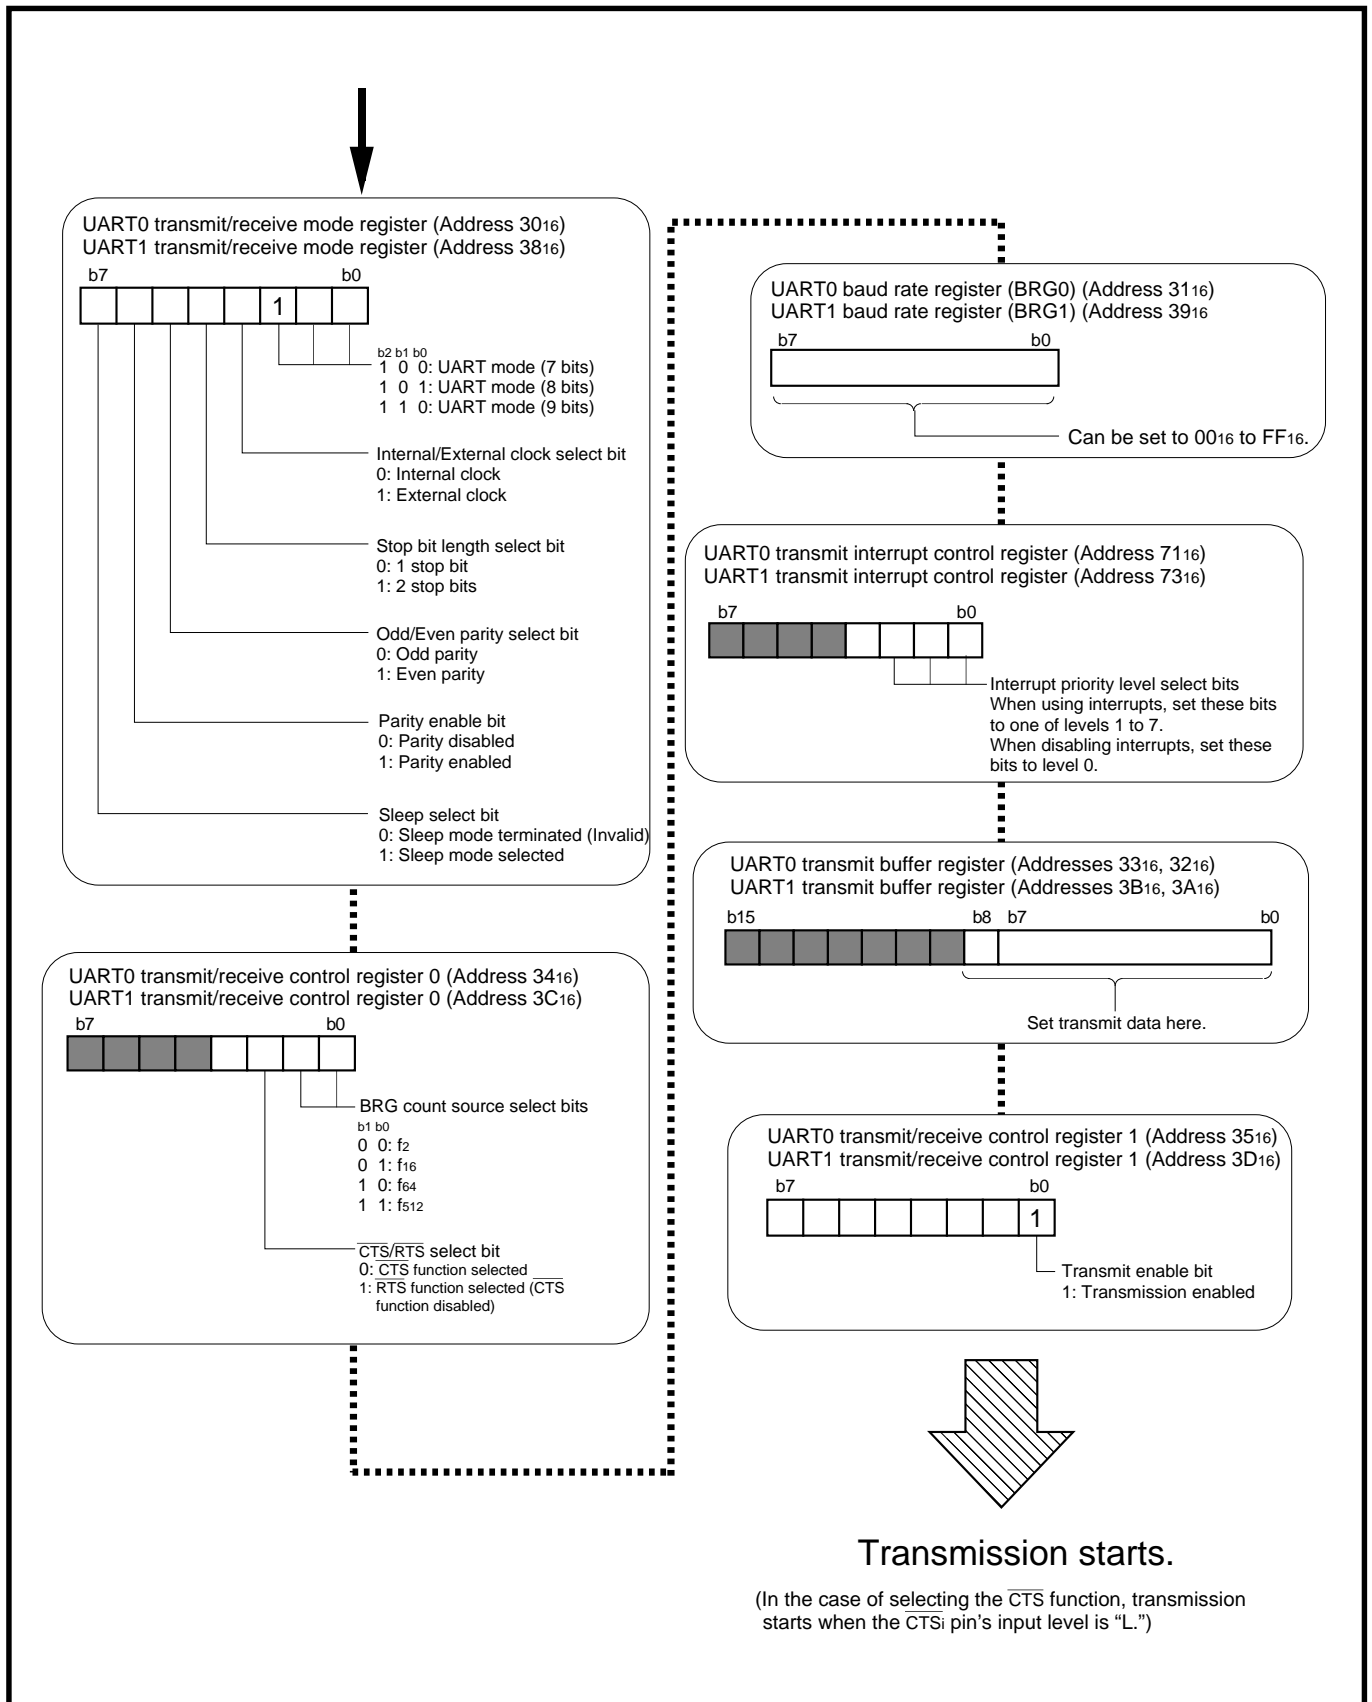 UART0 transmit/receive mode register (Address 3016)
UART1 transmit/receive mode register (Address 3816)
b7 b0
1
b2 b1 b0
1 0 0: UART mode (7 bits)
1 0 1: UART mode (8 bits)
1 1 0: UART mode (9 bits)
Internal/External clock select bit
0: Internal clock
1: External clock
Stop bit length select bit
0: 1 stop bit
1: 2 stop bits
Odd/Even parity select bit
0: Odd parity
1: Even parity
Parity enable bit
0: Parity disabled
1: Parity enabled
Sleep select bit
0: Sleep mode terminated (Invalid)
1: Sleep mode selected
UART0 transmit/receive control register 0 (Address 3416)
UART1 transmit/receive control register 0 (Address 3C16)
b7 b0
BRG count source select bits
b1 b0
0 0: f2
0 1: f16
1 0: f64
1 1: f512
CTS/RTS select bit
0: CTS function selected
1: RTS function selected (CTS
function disabled)
UART0 baud rate register (BRG0) (Address 3116)
UART1 baud rate register (BRG1) (Address 3916
b7 b0
Can be set to 0016 to FF16.
UART0 transmit interrupt control register (Address 7116)
UART1 transmit interrupt control register (Address 7316)
b7 b0
Interrupt priority level select bits
When using interrupts, set these bits
to one of levels 1 to 7.
When disabling interrupts, set these
bits to level 0.
UART0 transmit buffer register (Addresses 3316, 3216)
UART1 transmit buffer register (Addresses 3B16, 3A16)
b15 b8 b7 b0
Set transmit data here.
UART0 transmit/receive control register 1 (Address 3516)
UART1 transmit/receive control register 1 (Address 3D16)
b7 b0
1
Transmit enable bit
1: Transmission enabled
Transmission starts.
(In the case of selecting the CTS function, transmission
starts when the CTSi pin's input level is “L.”)